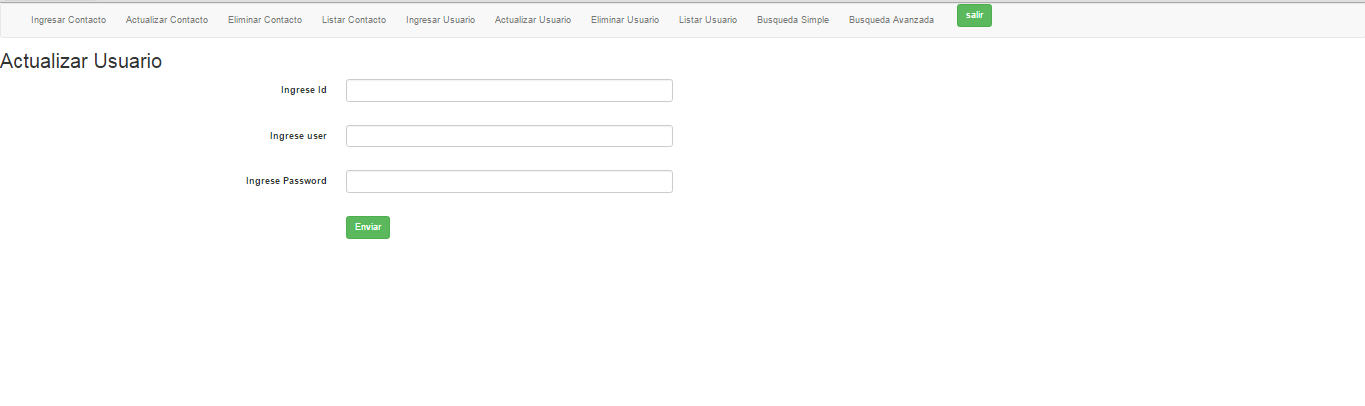 Ingresar Contacto Actualizar Contacto Eliminar Contacto Listar Contacto Ingresar Usuario Actualizar Usuario Eliminar Usuario Listar Usuario Busqueda Simple Busqueda Avanzada salir
Actualizar Usuario
Ingrese Id
Ingrese user
Ingrese Password
Enviar